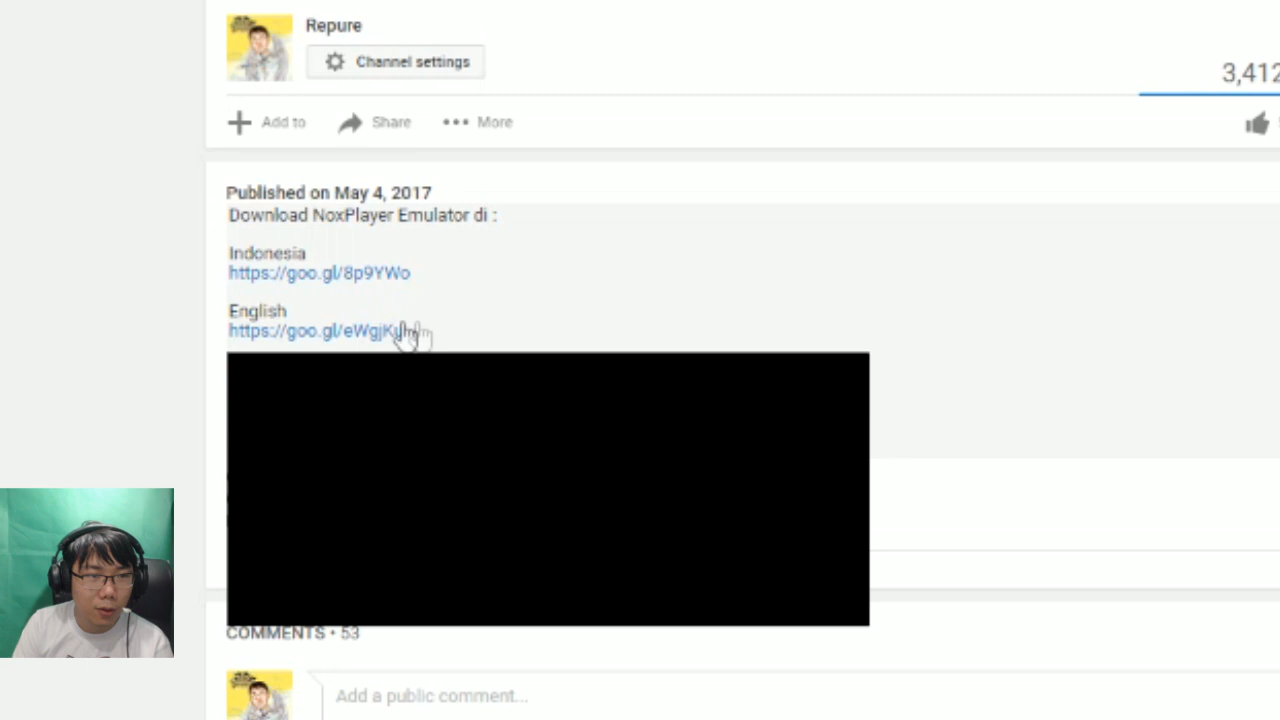 Repure
Channel settings
3,412
Add to
Share
More
Published on May 4, 2017
Download NoxPlayer Emulator di :
Indonesia
https://goo.gl/8p9YWo
English
COMMENTS • 53
Add a public comment...